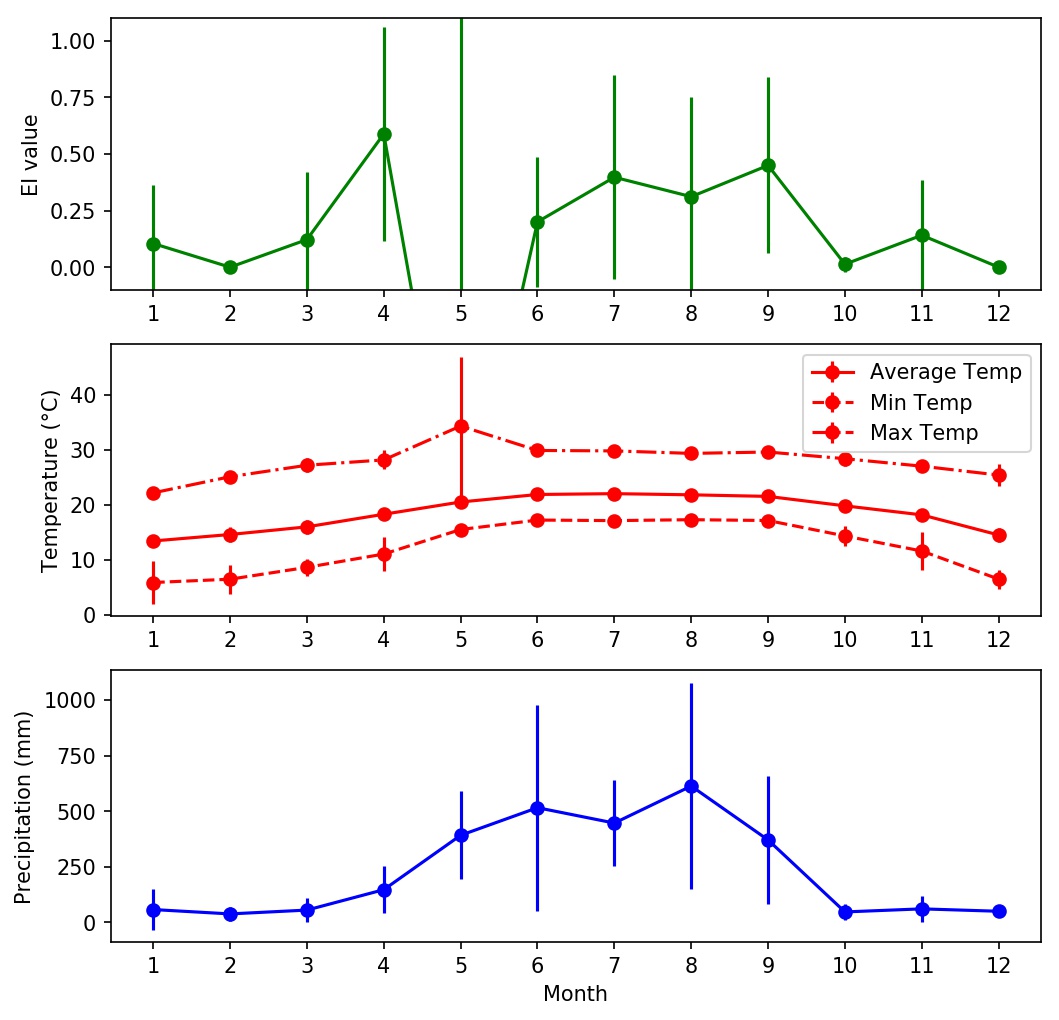 1.00
0.75
0.50
0.25
0.00
EI value
1 2 3 4 5 6 7 8 9 10 11 12
40
30
20
10
0
Temperature (°C)
Average Temp
Min Temp
Max Temp
1 2 3 4 5 6 7 8 9 10 11 12
1000
750
500
250
0
Precipitation (mm)
1 2 3 4 5 6 7 8 9 10 11 12
Month